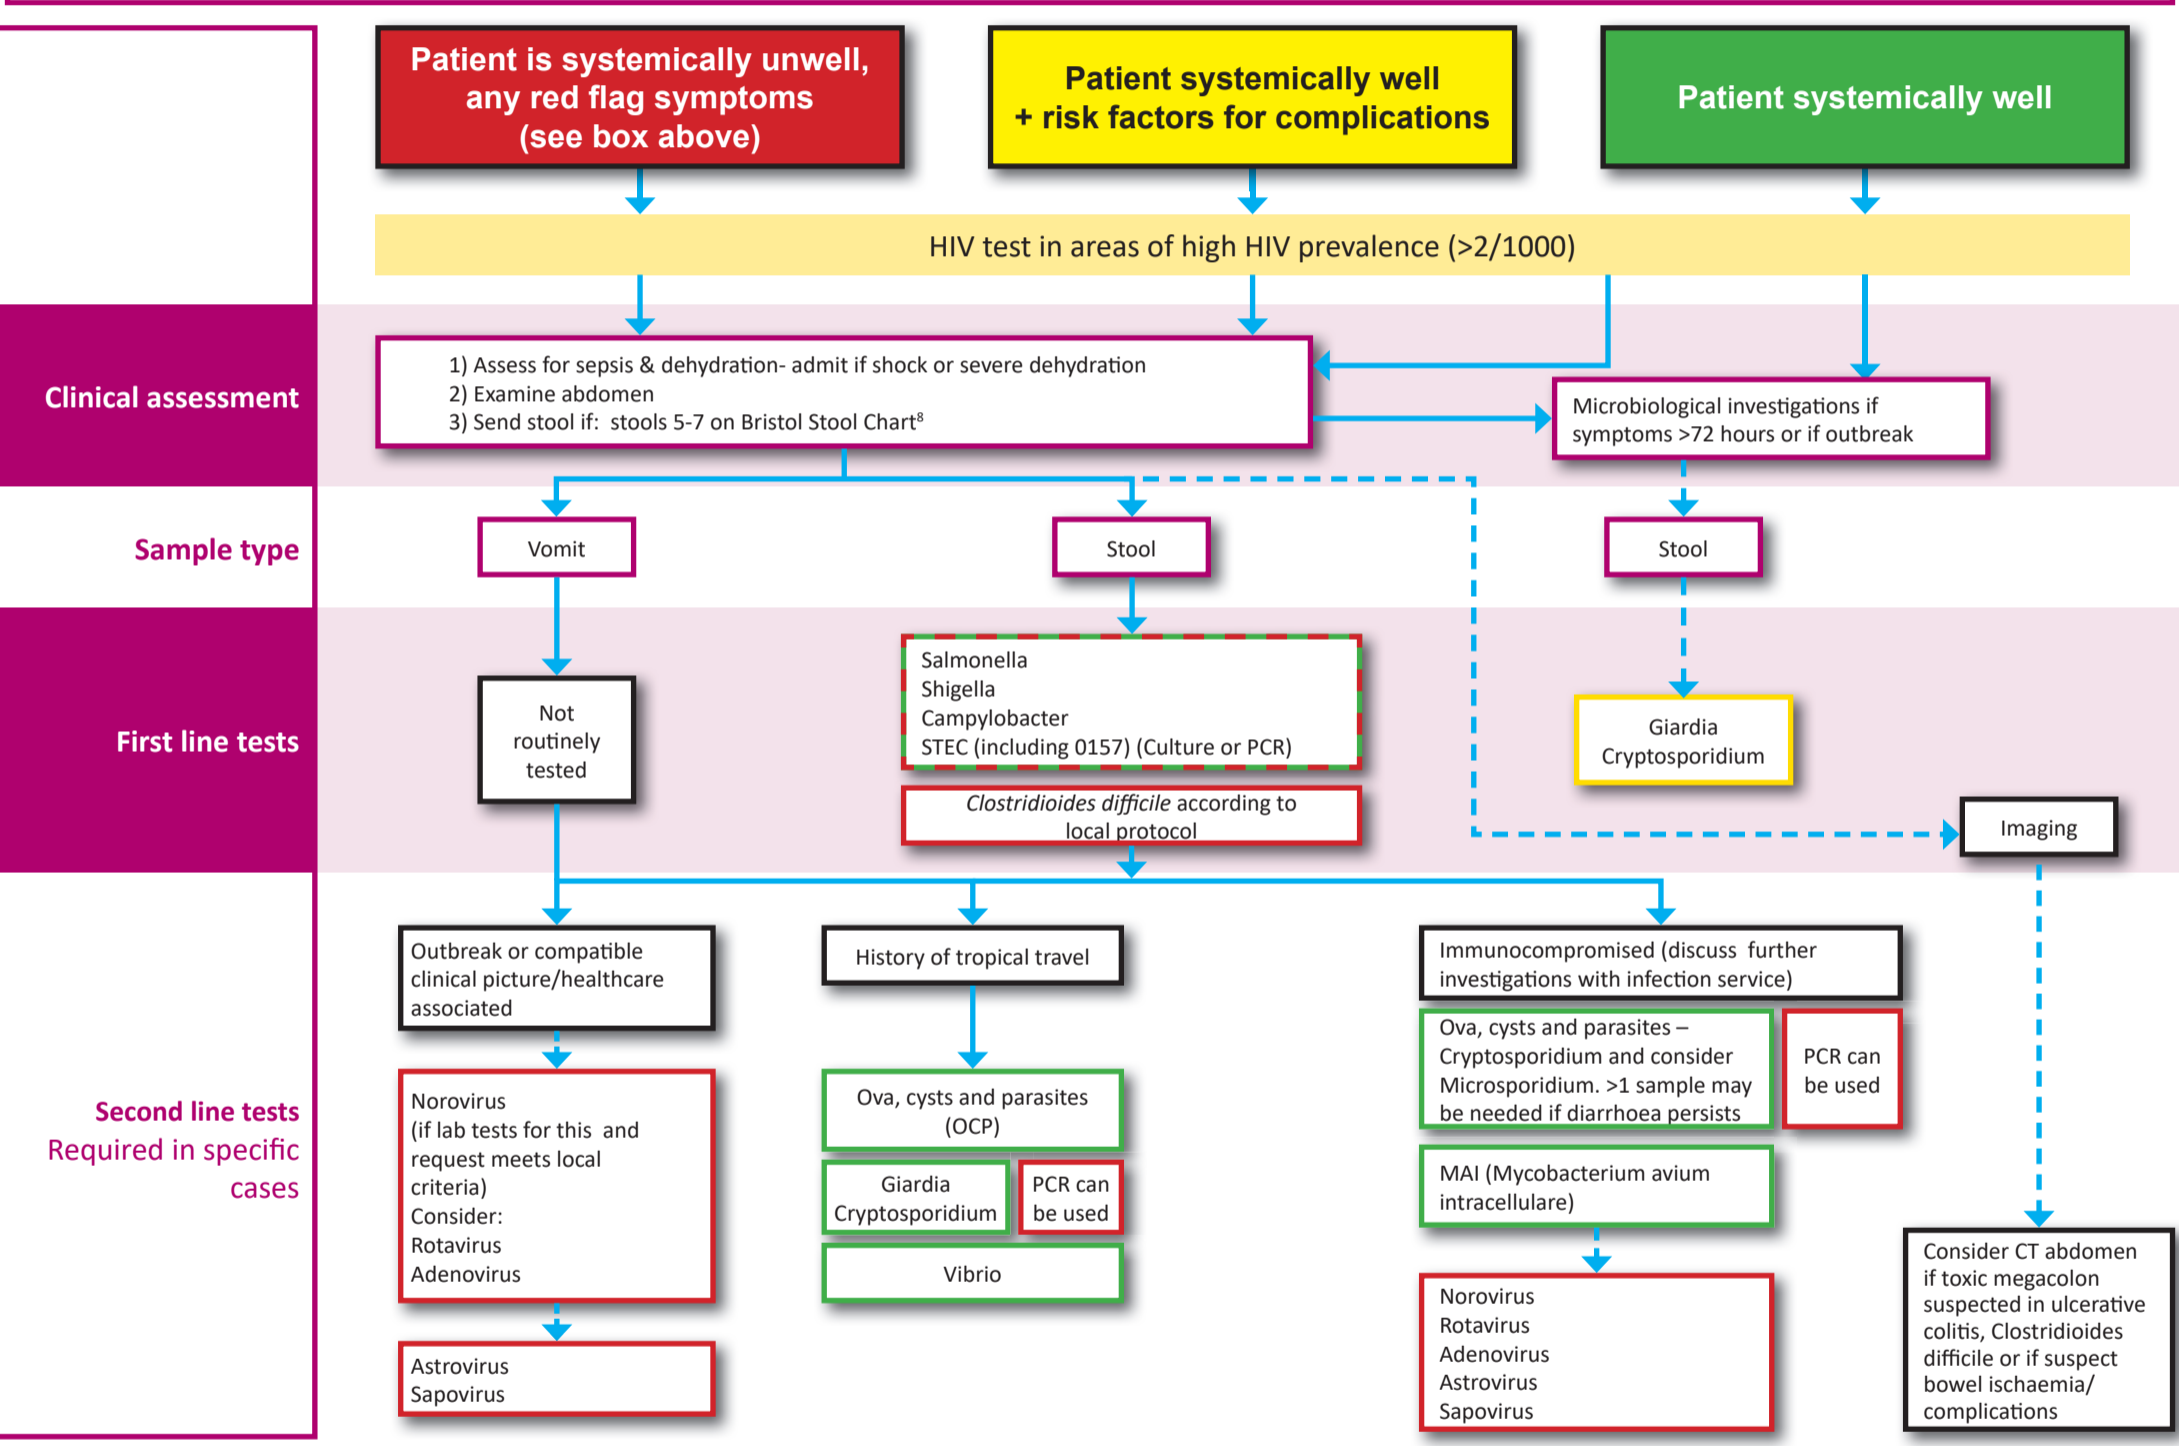 Patient is systemically unwell,
any red flag symptoms
(see box above)
Patient systemically well
+ risk factors for complications
Patient systemically well
HIV test in areas of high HIV prevalence (>2/1000)
Clinical assessment
1) Assess for sepsis & dehydration- admit if shock or severe dehydration
2) Examine abdomen
3) Send stool if: stools 5-7 on Bristol Stool Chart⁸
Microbiological investigations if
symptoms >72 hours or if outbreak
Sample type
Vomit
Stool
Stool
First line tests
Not
routinely
tested
Salmonella
Shigella
Campylobacter
STEC (including 0157) (Culture or PCR)
Clostridioides difficile according to
local protocol
Giardia
Cryptosporidium
Imaging
Second line tests
Required in specific
cases
Outbreak or compatible
clinical picture/healthcare
associated
Norovirus
(if lab tests for this and
request meets local
criteria)
Consider:
Rotavirus
Adenovirus
Astrovirus
Sapovirus
History of tropical travel
Ova, cysts and parasites
(OCP)
Giardia
Cryptosporidium
PCR can
be used
Vibrio
Immunocompromised (discuss further
investigations with infection service)
Ova, cysts and parasites –
Cryptosporidium and consider
Microsporidium. >1 sample may
be needed if diarrhoea persists
PCR can
be used
MAI (Mycobacterium avium
intracellulare)
Norovirus
Rotavirus
Adenovirus
Astrovirus
Sapovirus
Consider CT abdomen
if toxic megacolon
suspected in ulcerative
colitis, Clostridioides
difficile or if suspect
bowel ischaemia/
complications